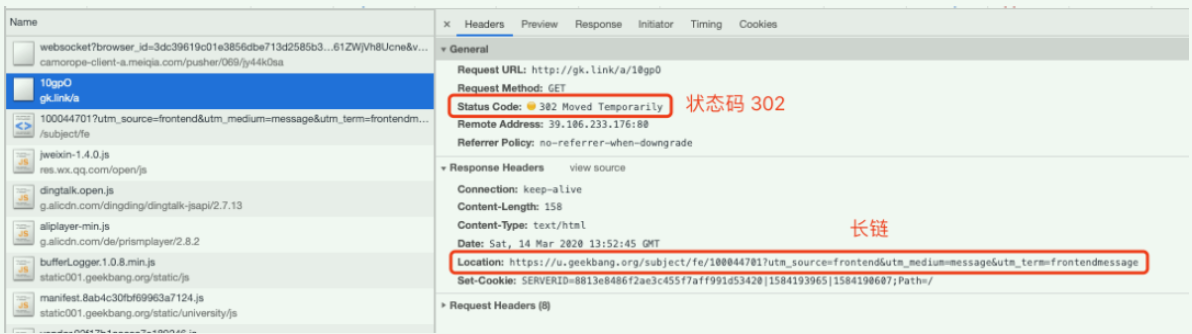 Name
websocket?browser_id=3dc39619c01e3856dbe713d2585b3...61ZWjVh8Ucne&v...
camorope-client-a.meiqia.com/pusher/069/jy44k0sa
10gpO
gk.link/a
100044701?utm_source=frontend&utm_medium=message&utm_term=frontendm...
/subject/fe
jweixin-1.4.0.js
res.wx.qq.com/open/js
dingtalk.open.js
g.alicdn.com/dingding/dingtalk-jsapi/2.7.13
aliplayer-min.js
g.alicdn.com/de/prismplayer/2.8.2
bufferLogger.1.0.8.min.js
static001.geekbang.org/static/js
manifest.8ab4c30fbf69963a7124.js
static001.geekbang.org/static/university/js
× Headers Preview Response Initiator Timing Cookies
▾ General
Request URL: http://gk.link/a/10gpO
Request Method: GET
Status Code: 302 Moved Temporarily 状态码 302
Remote Address: 39.106.233.176:80
Referrer Policy: no-referrer-when-downgrade
▾ Response Headers view source
Connection: keep-alive
Content-Length: 158
Content-Type: text/html
长链
Date: Sat, 14 Mar 2020 13:52:45 GMT
Location: https://u.geekbang.org/subject/fe/100044701?utm_source=frontend&utm_medium=message&utm_term=frontendmessage
Set-Cookie: SERVERID=8813e8486f2ae3c455f7aff991d53420|1584193965|1584190607;Path=/
▸ Request Headers (8)